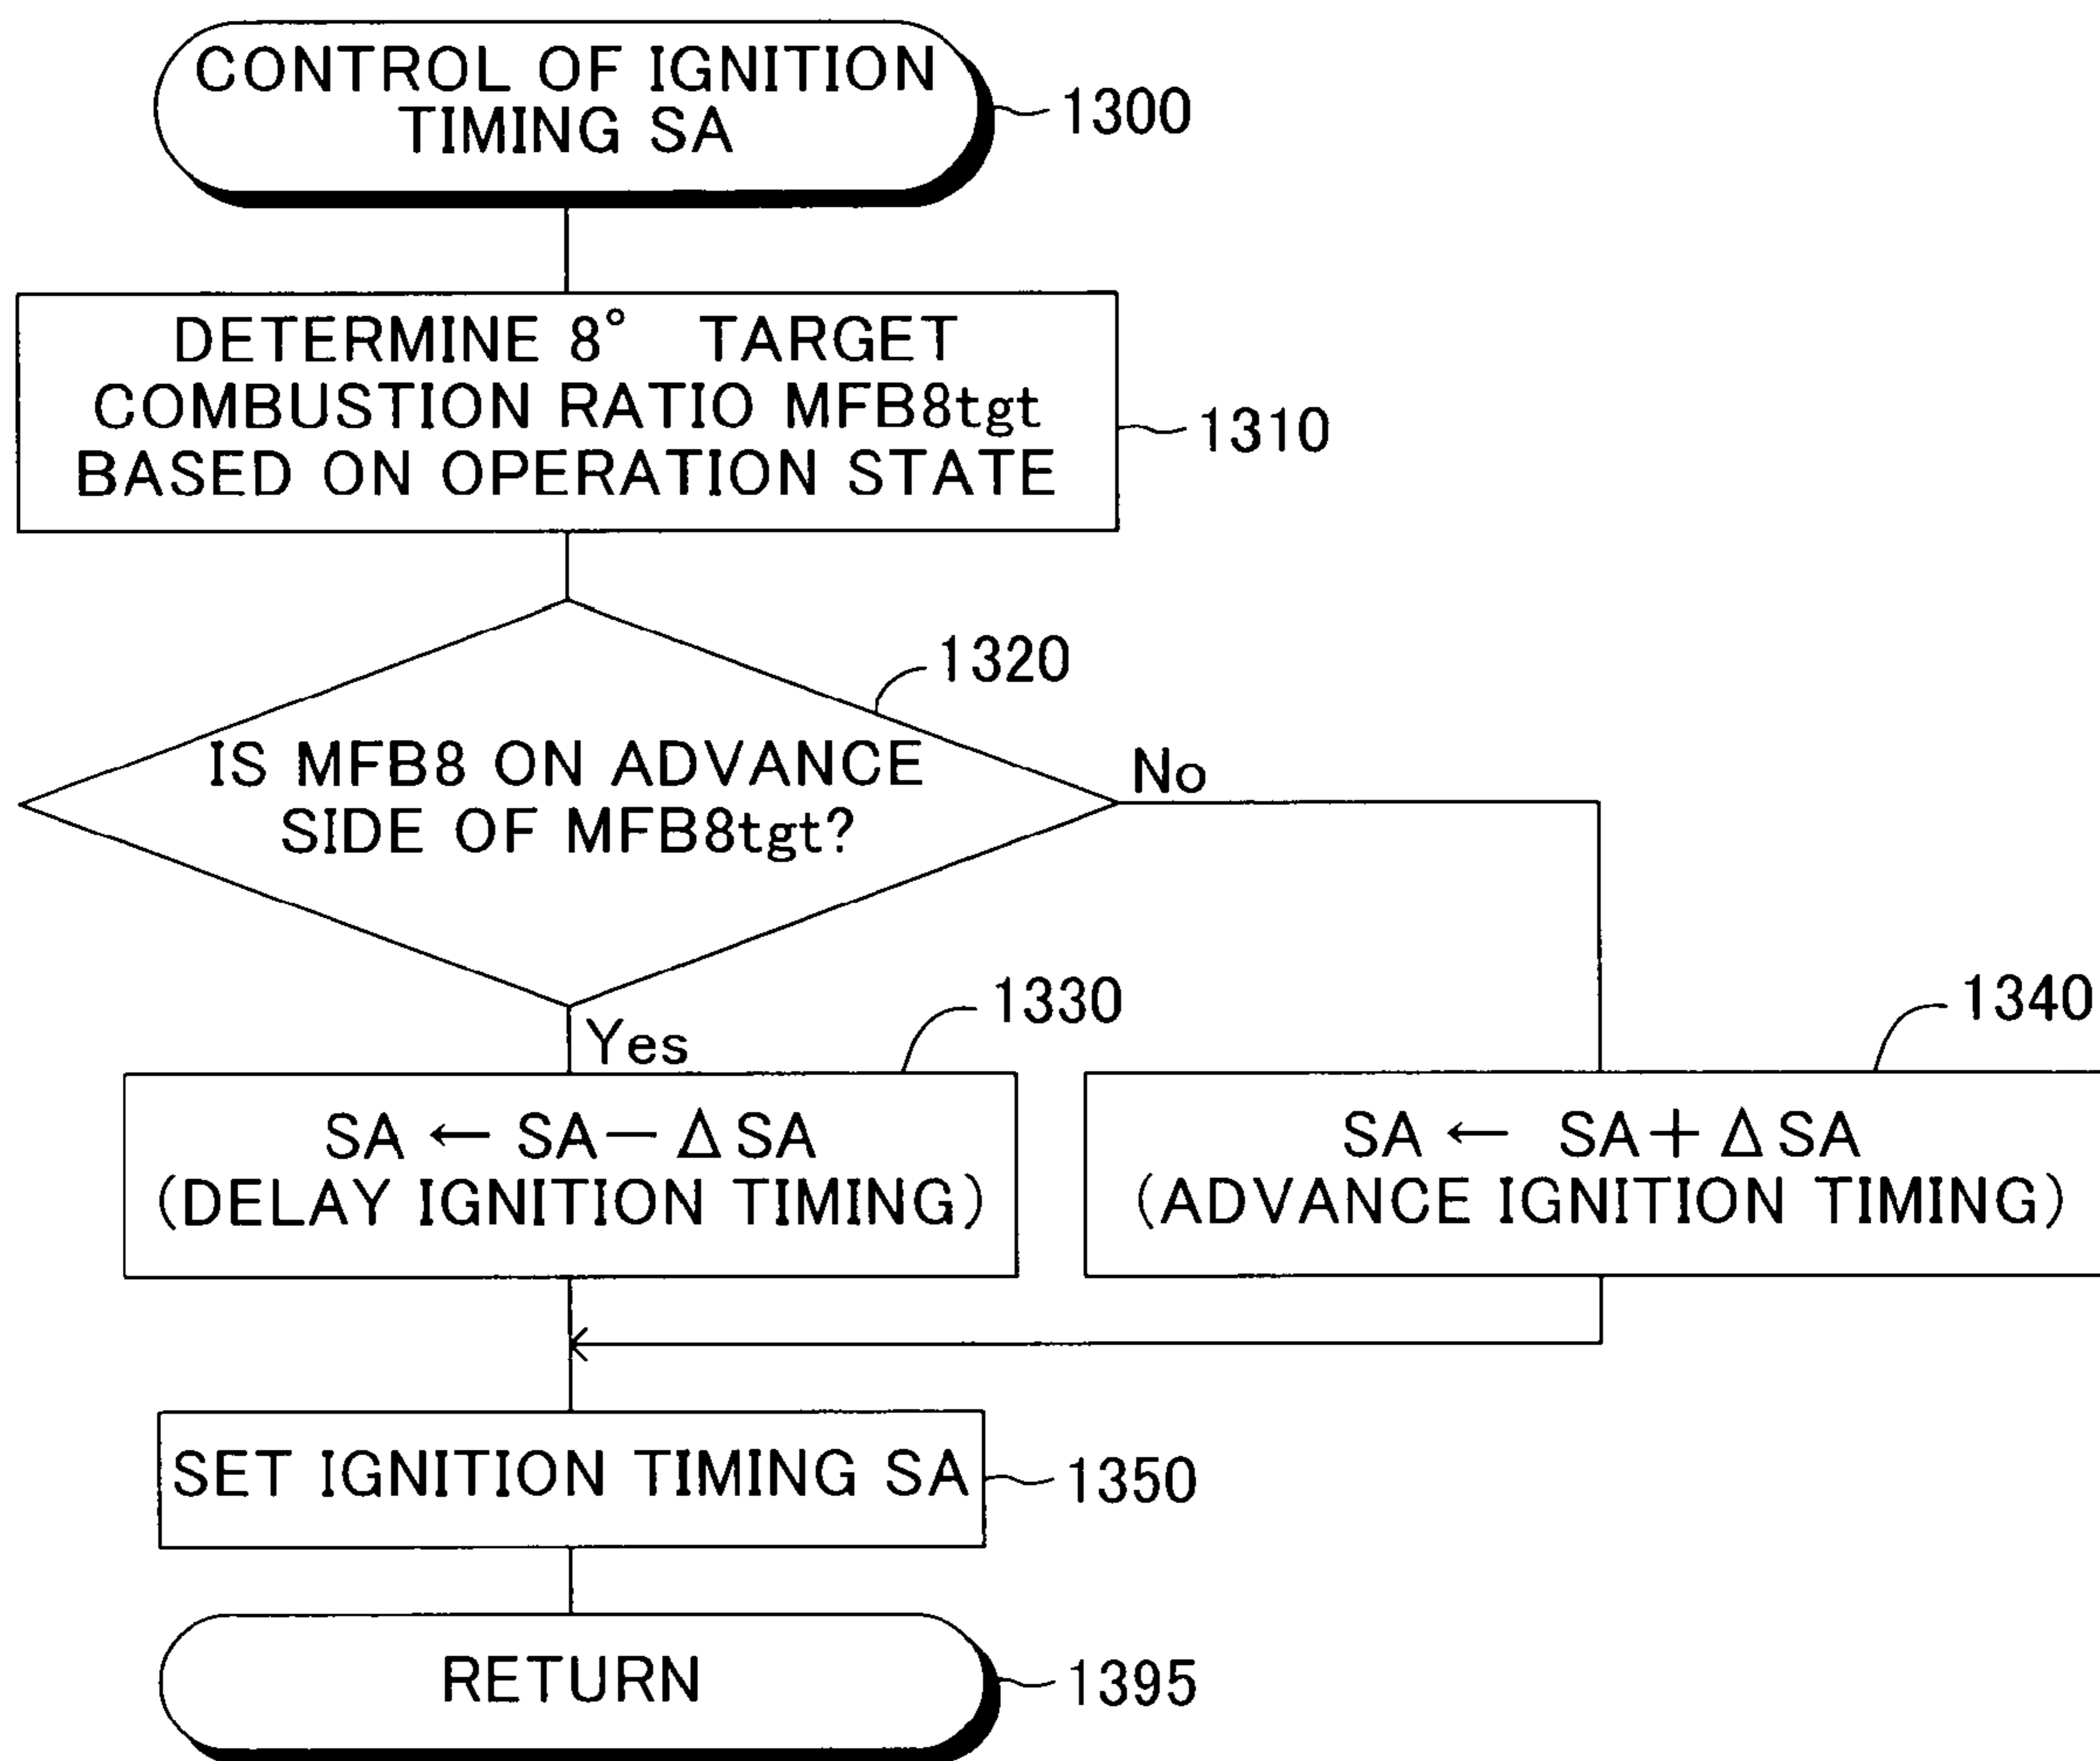 CONTROL OF IGNITION
TIMING SA
1300
DETERMINE 8° TARGET
COMBUSTION RATIO MFB8tgt
BASED ON OPERATION STATE
1310
1320
IS MFB8 ON ADVANCE
SIDE OF MFB8tgt?
No
Yes
1330
SA ← SA − Δ SA
(DELAY IGNITION TIMING)
1340
SA ← SA + Δ SA
(ADVANCE IGNITION TIMING)
SET IGNITION TIMING SA
1350
RETURN
1395